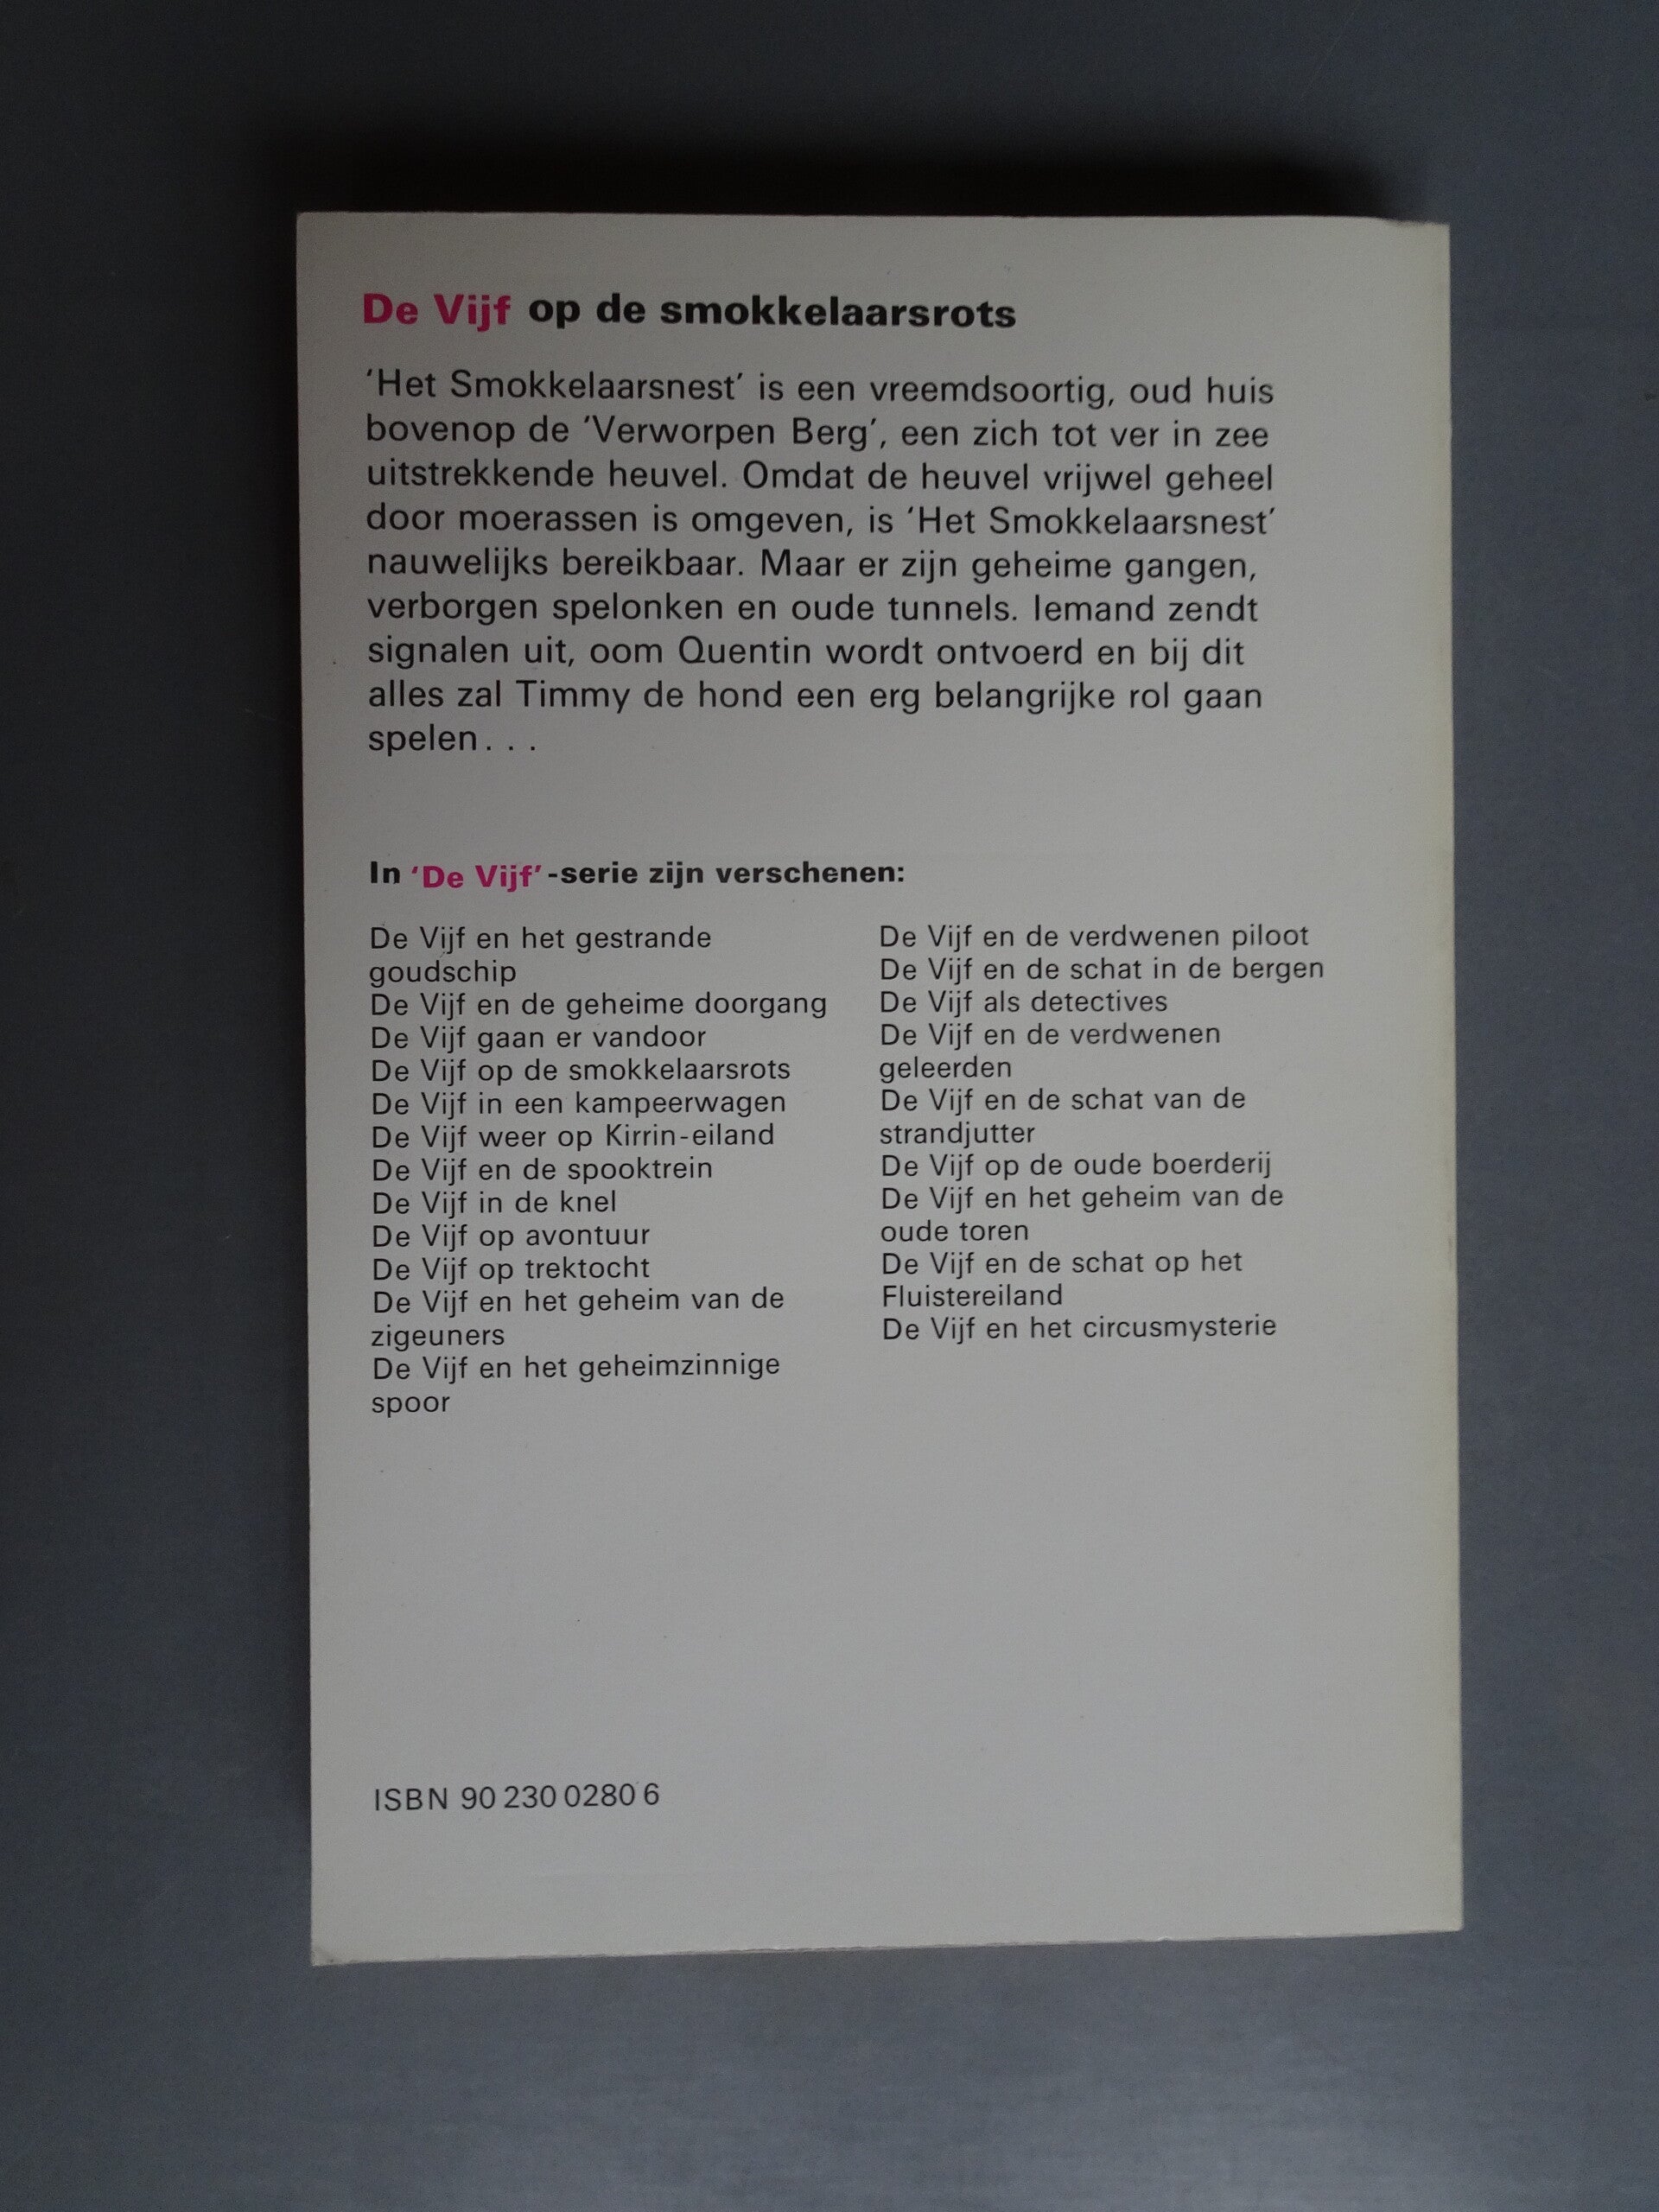 De Vijf op de smokkelaarsrots
'Het Smokkelaarsnest' is een vreemdsoortig, oud huis
bovenop de 'Verworpen Berg', een zich tot ver in zee
uitstrekkende heuvel. Omdat de heuvel vrijwel geheel
door moerassen is omgeven, is 'Het Smokkelaarsnest'
nauwelijks bereikbaar. Maar er zijn geheime gangen,
verborgen spelonken en oude tunnels. Iemand zendt
signalen uit, oom Quentin wordt ontvoerd en bij dit
alles zal Timmy de hond een erg belangrijke rol gaan
spelen...
In 'De Vijf'-serie zijn verschenen:
De Vijf en het gestrande
goudschip
De Vijf en de geheime doorgang
De Vijf gaan er vandoor
De Vijf op de smokkelaarsrots
De Vijf in een kampeerwagen
De Vijf weer op Kirrin-eiland
De Vijf en de spooktrein
De Vijf in de knel
De Vijf op avontuur
De Vijf op trektocht
De Vijf en het geheim van de
zigeuners
De Vijf en het geheimzinnige
spoor
De Vijf en de verdwenen piloot
De Vijf en de schat in de bergen
De Vijf als detectives
De Vijf en de verdwenen
geleerden
De Vijf en de schat van de
strandjutter
De Vijf op de oude boerderij
De Vijf en het geheim van de
oude toren
De Vijf en de schat op het
Fluistereiland
De Vijf en het circusmysterie
ISBN 90 230 0280 6